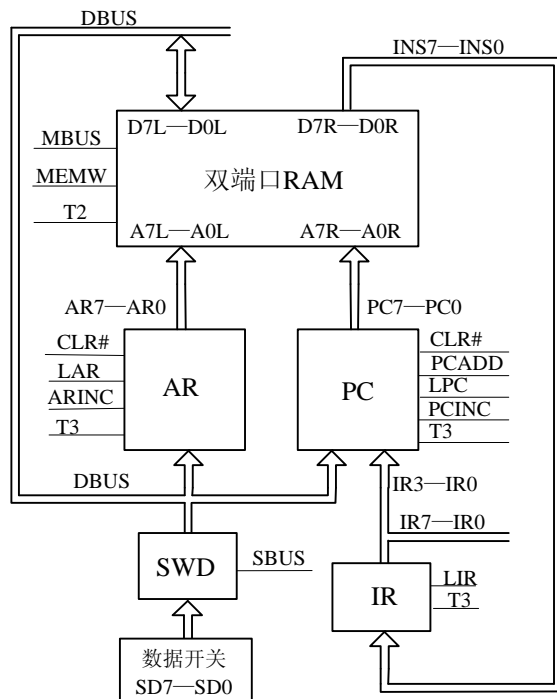 DBUS
INS7—INS0
D7L—D0L
D7R—D0R
MBUS
双端口RAM
MEMW
T2
A7L—A0L
A7R—A0R
AR7—AR0
PC7—PC0
CLR#
LAR
ARINC
T3
AR
PC
CLR#
PCADD
LPC
PCINC
T3
DBUS
IR3—IR0
IR7—IR0
SWD
SBUS
IR
LIR
T3
数据开关
SD7—SD0